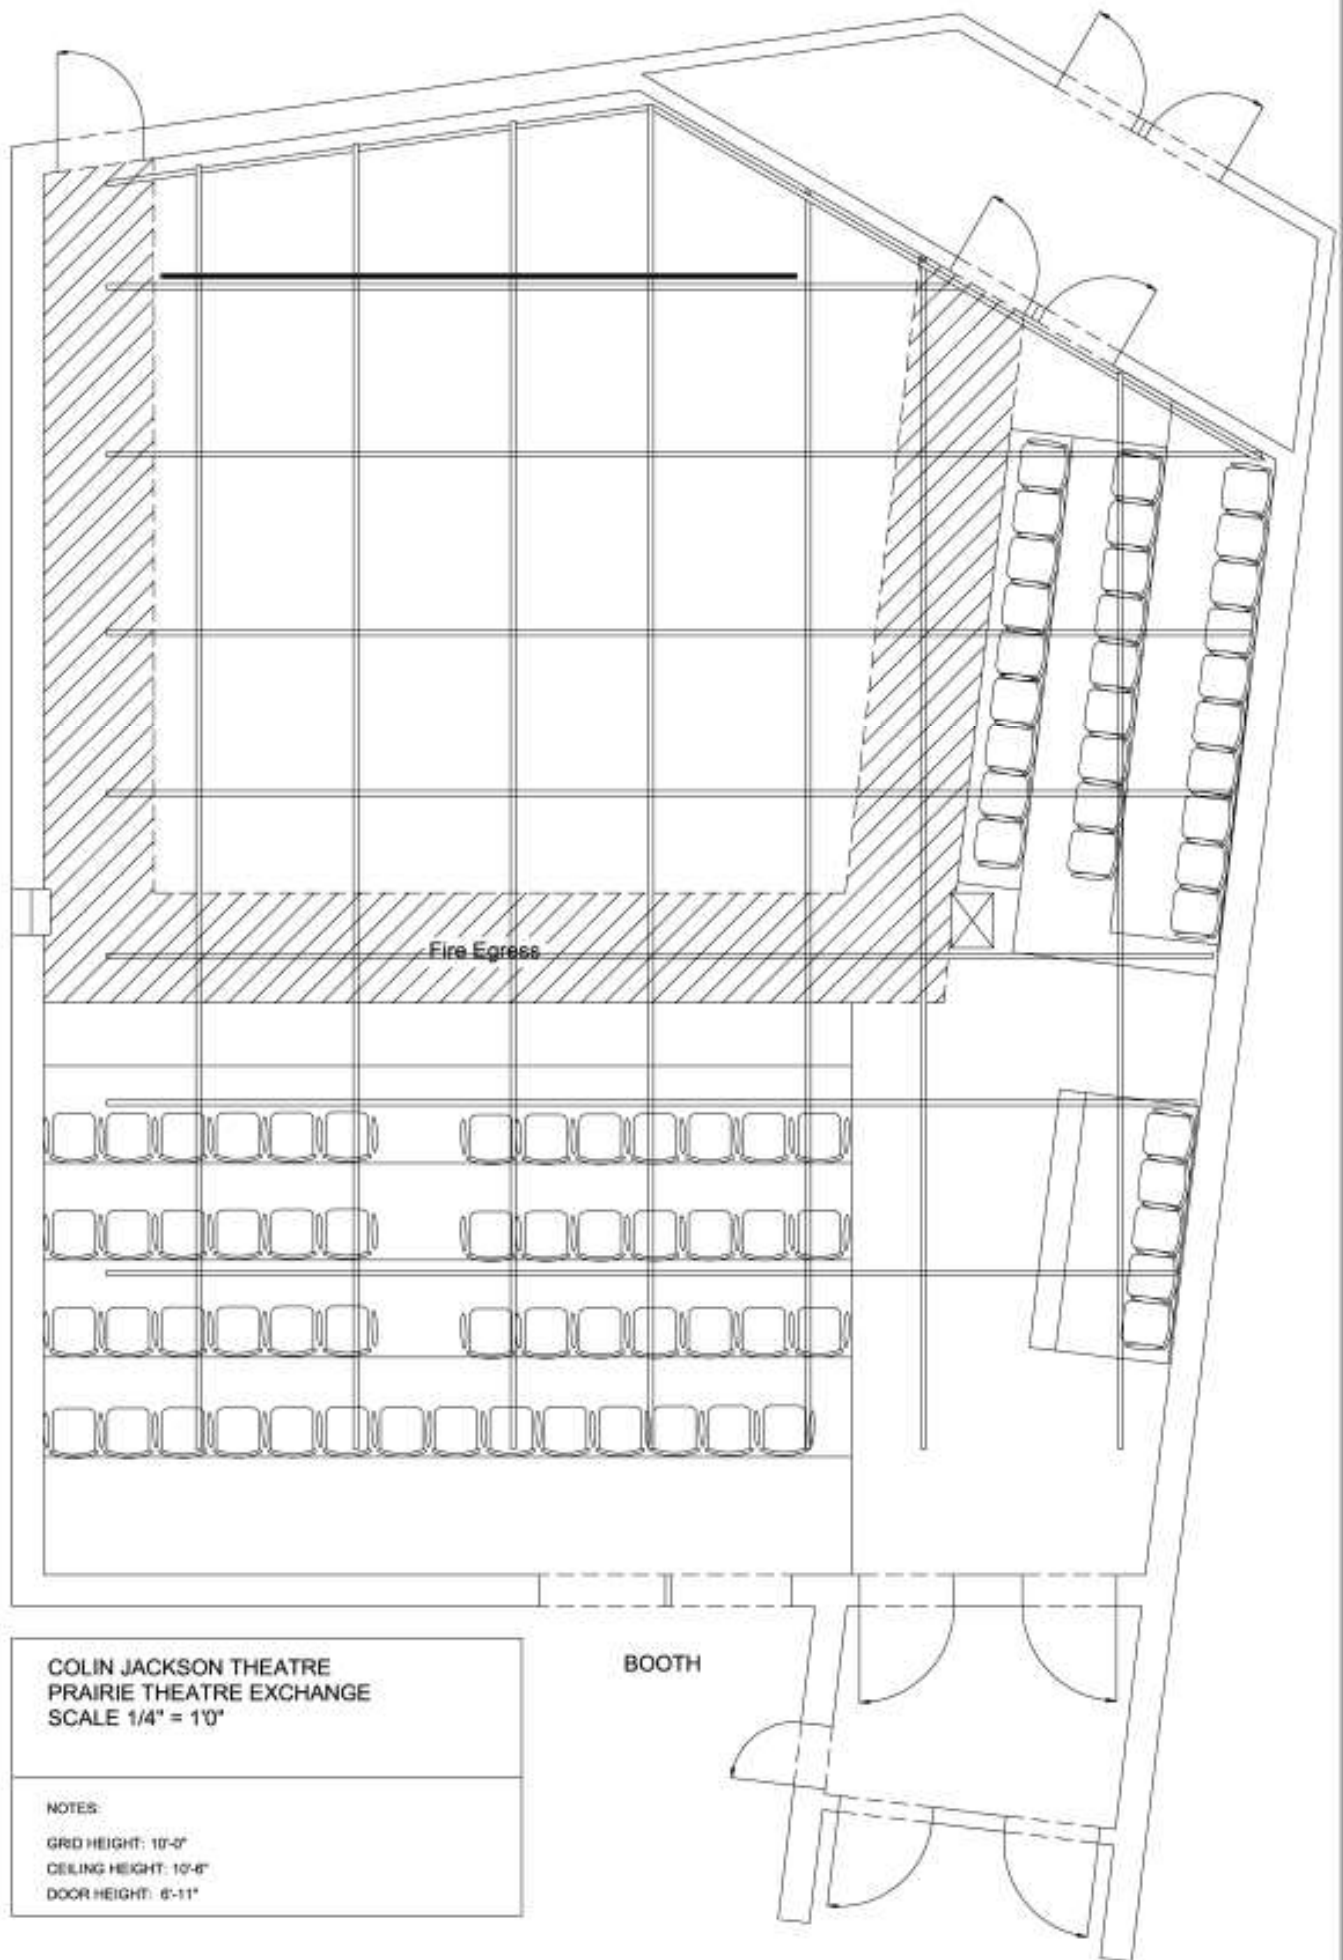 Fire Egress
BOOTH
COLIN JACKSON THEATRE
PRAIRIE THEATRE EXCHANGE
SCALE 1/4" = 1'0"
NOTES:
GRID HEIGHT: 10'-0"
CEILING HEIGHT: 10'-6"
DOOR HEIGHT: 6'-11"